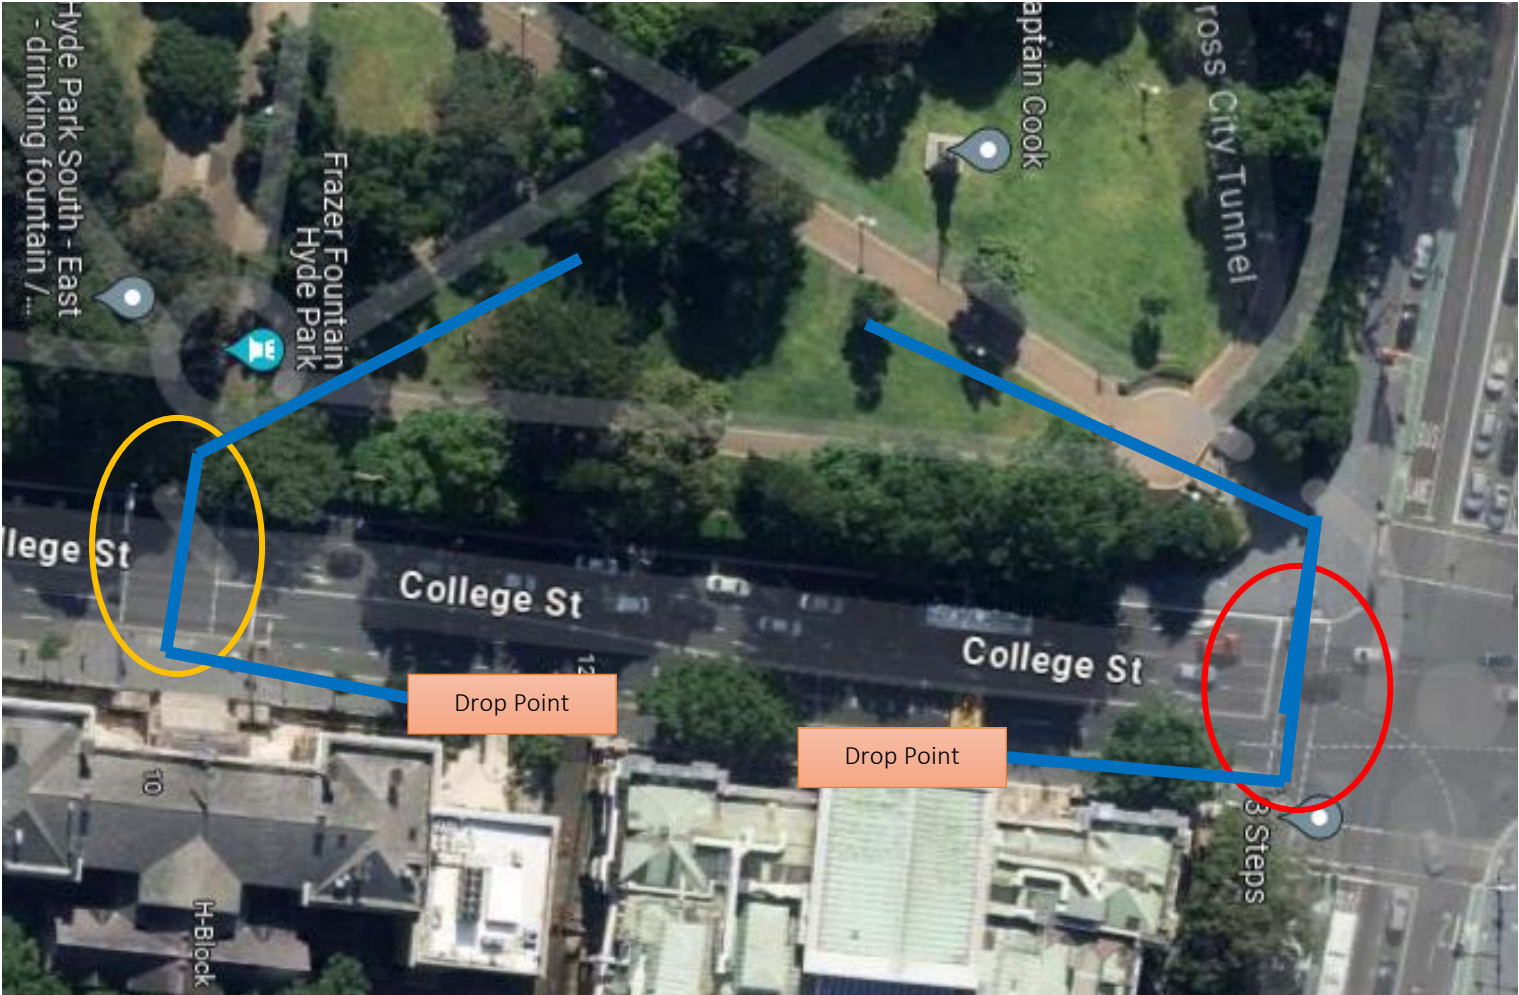 Hyde Park South - East
- drinking fountain /...
Frazer Fountain
Hyde Park
aptain Cook
ross City Tunnel
llege St
College St
College St
12
Drop Point
Drop Point
10
H-Block
3 Steps